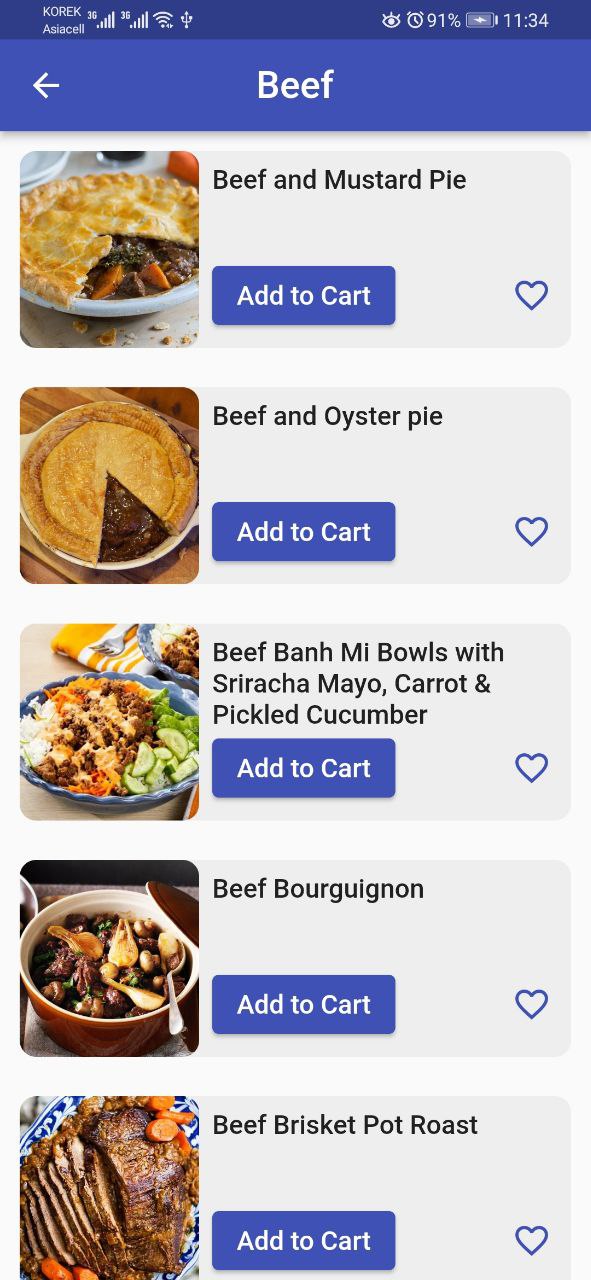 KOREK
Asiacell
3G
3G
91%
11:34
Beef
Beef and Mustard Pie
Add to Cart
Beef and Oyster pie
Add to Cart
Beef Banh Mi Bowls with
Sriracha Mayo, Carrot &
Pickled Cucumber
Add to Cart
Beef Bourguignon
Add to Cart
Beef Brisket Pot Roast
Add to Cart